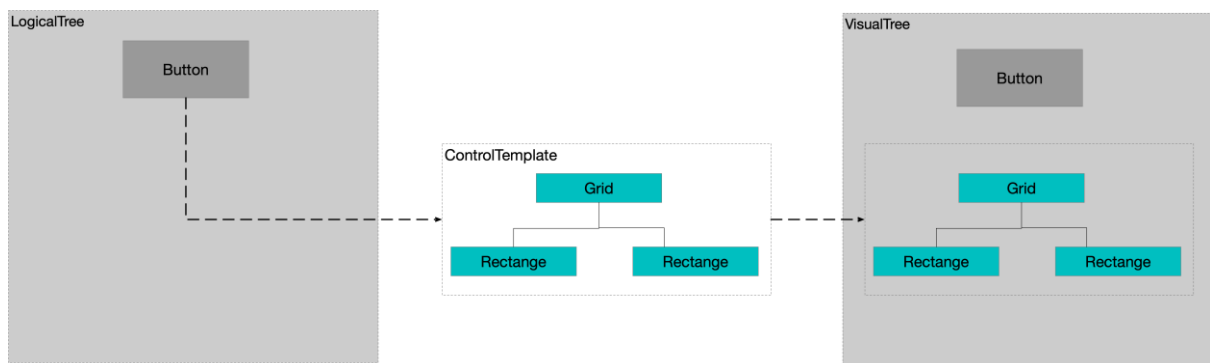 LogicalTree
Button
ControlTemplate
Grid
Rectange
Rectange
VisualTree
Button
Grid
Rectange
Rectange